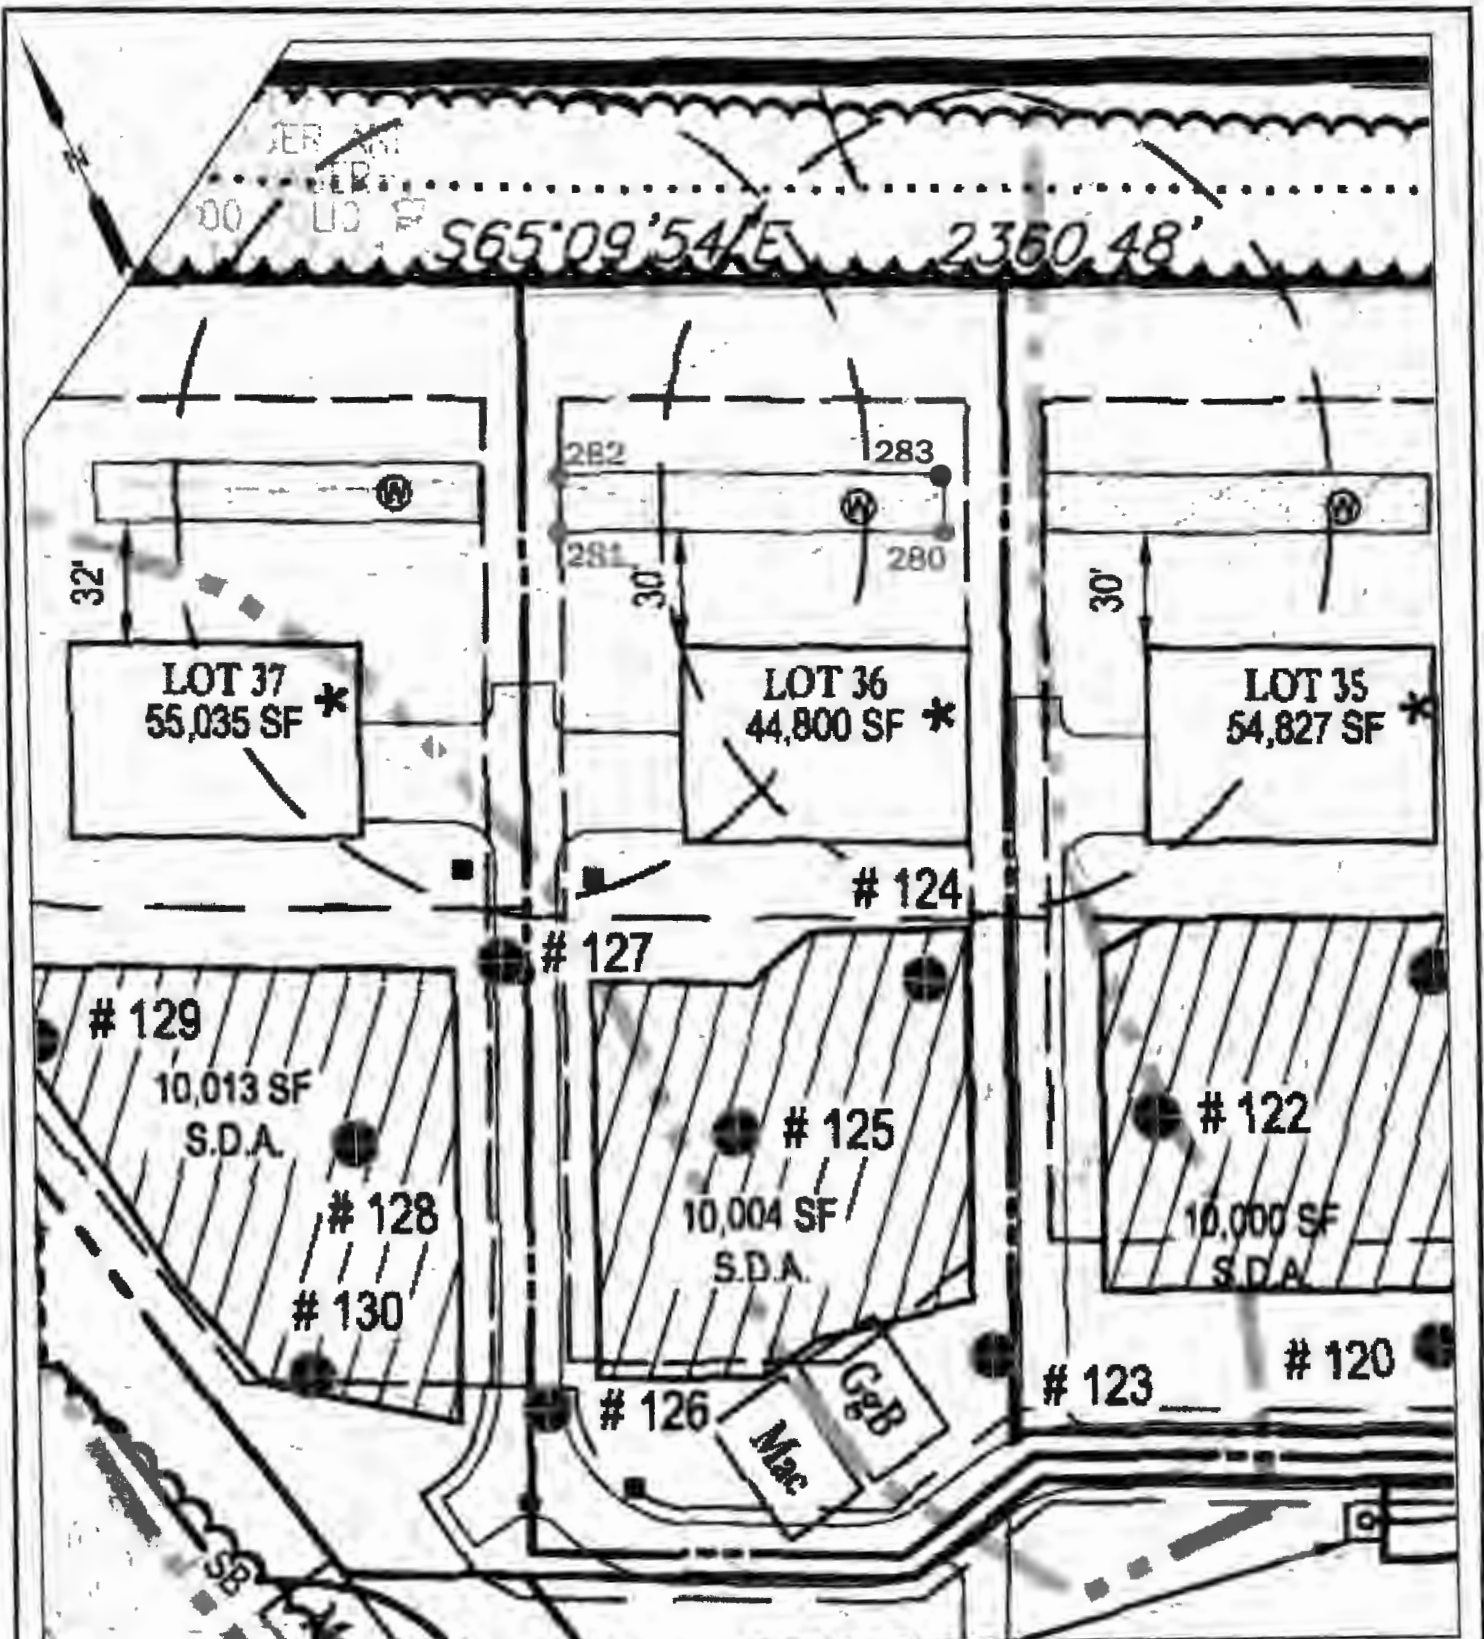 N
S65°09'54"E 2360.48'
282
283
W
W
W
281
280
32'
30'
30'
LOT 37
55,035 SF *
LOT 36
44,800 SF *
LOT 35
54,827 SF *
# 124
# 127
# 129
10,013 SF
S.D.A.
# 125
# 122
# 128
10,004 SF
S.D.A.
10,000 SF
S.D.A.
# 130
# 120
# 123
# 126
GgB
Mac
SB